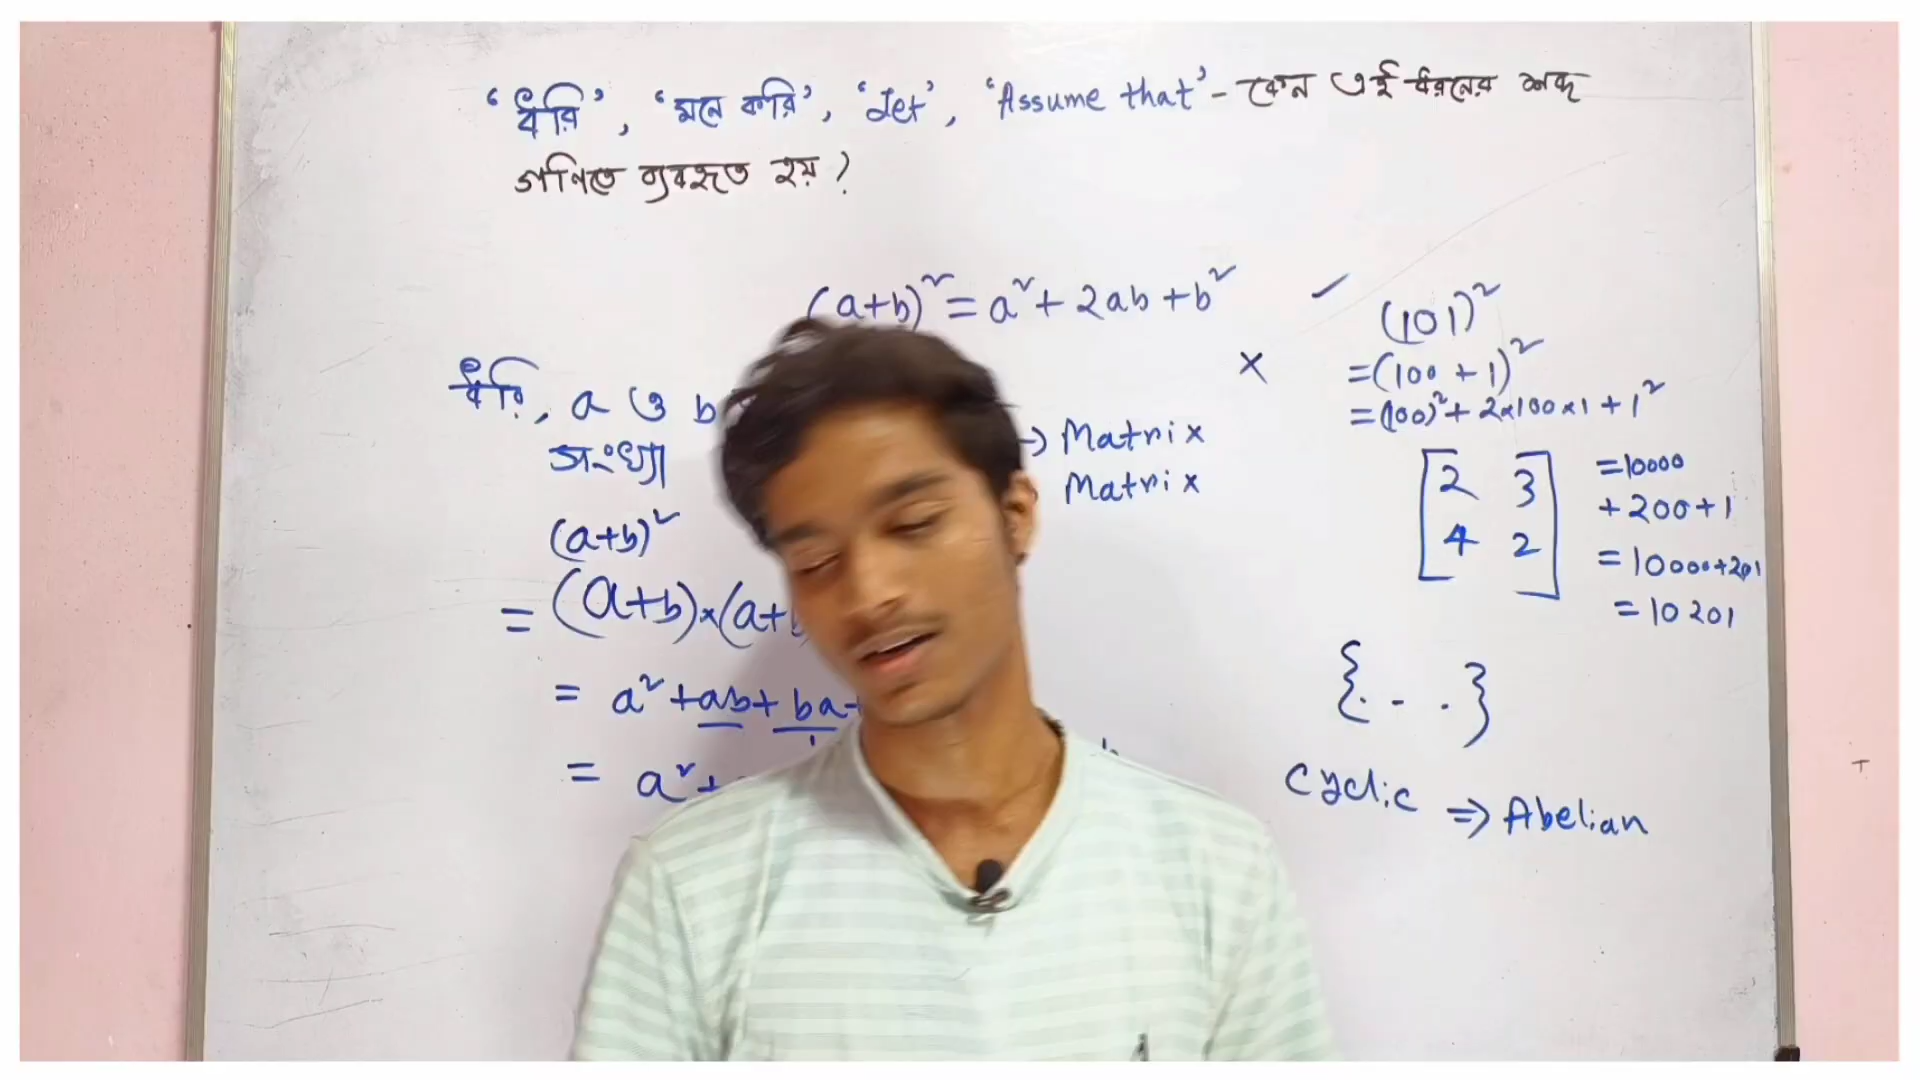 ‘ধরি’, ‘মনে করি’, ‘Let’, ‘Assume that’ - কেন এই ধরনের শব্দ
গণিতে ব্যবহৃত হয় ?
(a+b)² = a² + 2ab + b² ✓
ধরি, a ও b
সংখ্যা
(a+b)²
= (a+b)×(a+b
= a² + ab + ba +
= a² +
×
→ Matrix
Matrix
(101)²
= (100 + 1)²
= (100)² + 2×100×1 + 1²
= 10000
+ 200 + 1
= 10000+201
= 10201
[2 3
4 2]
{. - .}
Cyclic ⇒ Abelian